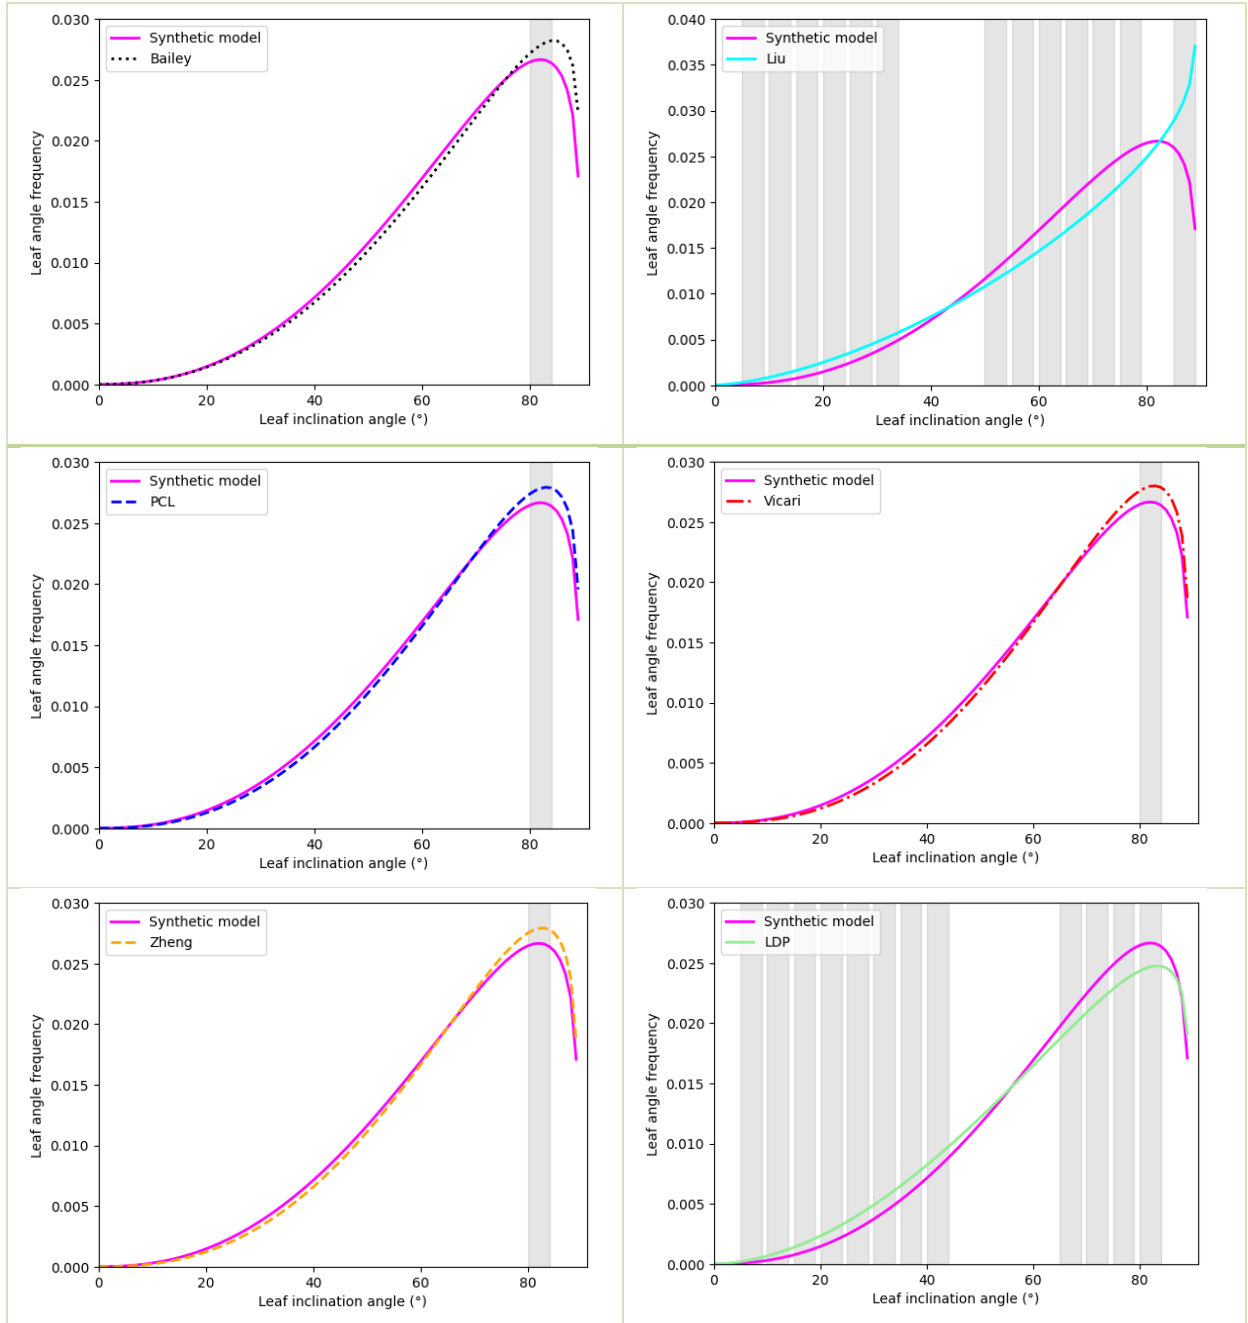 Synthetic model
Bailey
0.030
0.025
0.020
0.015
0.010
0.005
0.000
Leaf angle frequency
0 20 40 60 80
Leaf inclination angle (°)
Synthetic model
Liu
0.040
0.035
0.030
0.025
0.020
0.015
0.010
0.005
0.000
Leaf angle frequency
0 20 40 60 80
Leaf inclination angle (°)
Synthetic model
PCL
0.030
0.025
0.020
0.015
0.010
0.005
0.000
Leaf angle frequency
0 20 40 60 80
Leaf inclination angle (°)
Synthetic model
Vicari
0.030
0.025
0.020
0.015
0.010
0.005
0.000
Leaf angle frequency
0 20 40 60 80
Leaf inclination angle (°)
Synthetic model
Zheng
0.030
0.025
0.020
0.015
0.010
0.005
0.000
Leaf angle frequency
0 20 40 60 80
Leaf inclination angle (°)
Synthetic model
LDP
0.030
0.025
0.020
0.015
0.010
0.005
0.000
Leaf angle frequency
0 20 40 60 80
Leaf inclination angle (°)